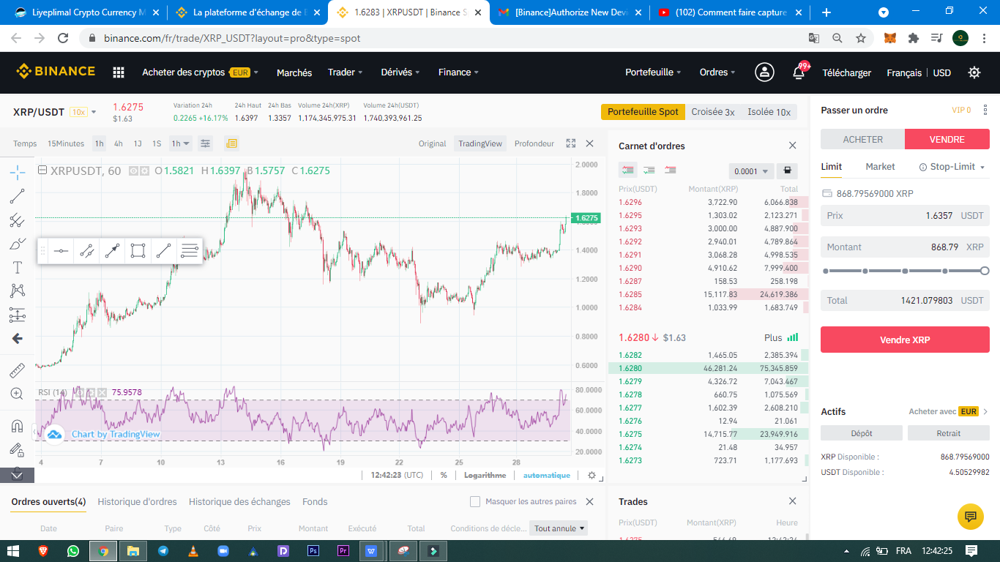 Liyeplimal Crypto Currency M
La plateforme d'échange de
1.6283 | XRPUSDT | Binance S
[Binance]Authorize New Devi
(102) Comment faire capture
binance.com/fr/trade/XRP_USDT?layout=pro&type=spot
BINANCE
Acheter des cryptos EUR
Marchés
Trader
Dérivés
Finance
Portefeuille
Ordres
99+
Télécharger
Français
USD
XRP/USDT 10x
1.6275
$1.63
Variation 24h
0.2265 +16.17%
24h Haut
1.6397
24h Bas
1.3357
Volume 24h(XRP)
1,174,345,975.31
Volume 24h(USDT)
1,740,393,961.25
Portefeuille Spot Croisée 3x Isolée 10x
Temps 15Minutes 1h 4h 1J 1S 1h
Original TradingView Profondeur
XRPUSDT, 60 O1.5821 H1.6397 B1.5757 C1.6275
2.0000
1.8000
1.6275
1.4000
1.2000
1.0000
0.8000
0.6000
RSI (14) 75.9578
80.0000
60.0000
40.0000
20.0000
Chart by TradingView
4 7 10 13 16 19 22 25 28
12:42:23 (UTC) % Logarithme automatique
Carnet d'ordres
0.0001
Prix(USDT) Montant(XRP) Total
1.6296 3,722.90 6,066.838
1.6295 1,303.02 2,123.271
1.6293 3,000.00 4,887.900
1.6292 2,940.01 4,789.864
1.6291 3,068.28 4,998.535
1.6290 4,910.62 7,999.400
1.6287 158.53 258.198
1.6285 15,117.83 24,619.386
1.6284 1,033.99 1,683.749
1.6280 $1.63 Plus
1.6282 1,465.05 2,385.394
1.6280 46,281.24 75,345.859
1.6279 4,326.72 7,043.467
1.6278 660.75 1,075.569
1.6277 1,602.39 2,608.210
1.6276 12.94 21.061
1.6275 14,715.77 23,949.916
1.6274 21.48 34.957
1.6273 723.71 1,177.693
Passer un ordre VIP 0
ACHETER VENDRE
Limit Market Stop-Limit
868.79569000 XRP
Prix 1.6357 USDT
Montant 868.79 XRP
Total 1421.079803 USDT
Vendre XRP
Actifs Acheter avec EUR
Dépôt Retrait
XRP Disponible : 868.79569000
USDT Disponible : 4.50529982
Ordres ouverts(4) Historique d'ordres Historique des échanges Fonds
Masquer les autres paires
Date Paire Type Côté Prix Montant Exécuté Total Conditions de décle... Tout annule
Trades
Prix(USDT) Montant(XRP) Heure
FRA 12:42:25